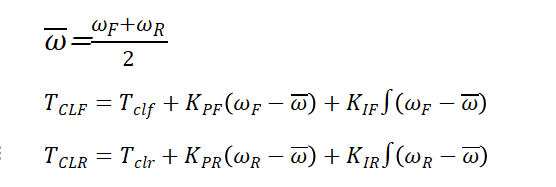 ω̅ = (ω_F + ω_R) / 2
T_CLF = T_clf + K_PF(ω_F − ω̅) + K_IF∫(ω_F − ω̅)
T_CLR = T_clr + K_PR(ω_R − ω̅) + K_IR∫(ω_R − ω̅)